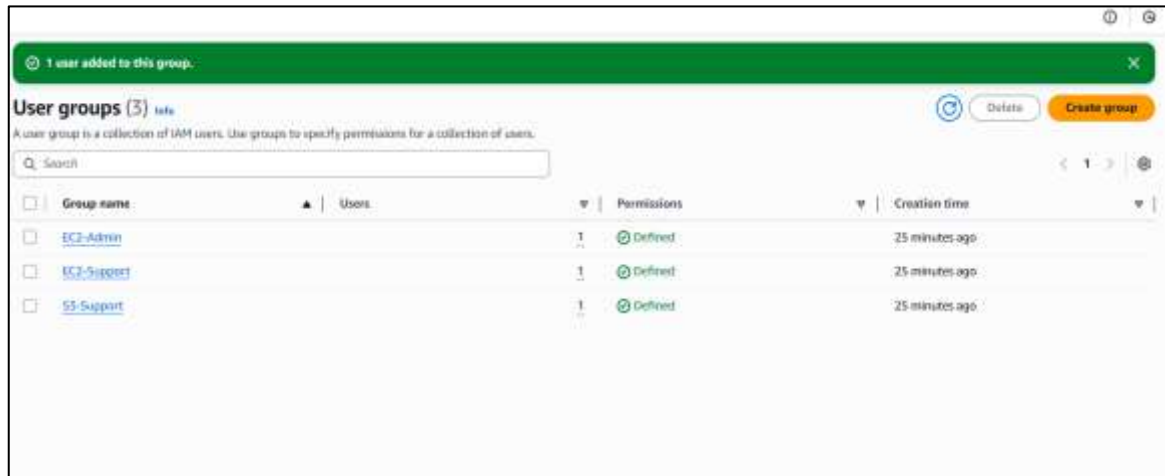 1 user added to this group.
User groups (3) Info
Delete
Create group
A user group is a collection of IAM users. Use groups to specify permissions for a collection of users.
Search
1
Group name Users Permissions Creation time
EC2-Admin 1 Defined 25 minutes ago
EC2-Support 1 Defined 25 minutes ago
S3-Support 1 Defined 25 minutes ago